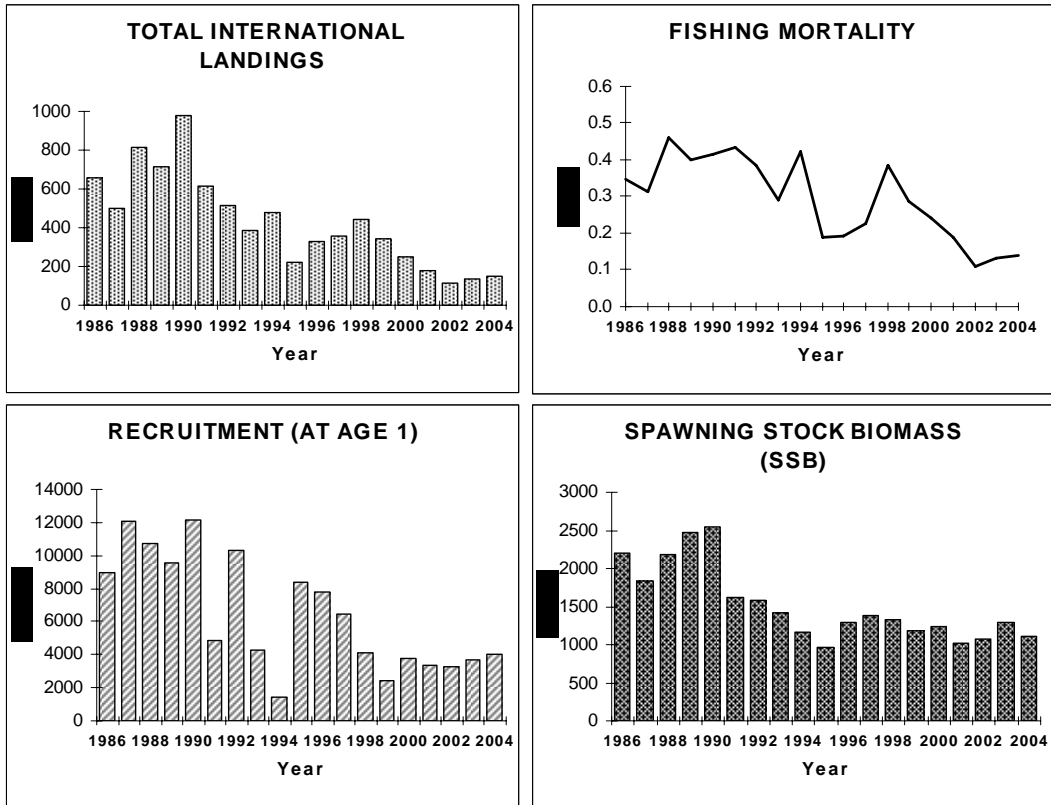 TOTAL INTERNATIONAL
LANDINGS
1000
800
600
400
200
0
1986 1988 1990 1992 1994 1996 1998 2000 2002 2004
Year
FISHING MORTALITY
0.6
0.5
0.4
0.3
0.2
0.1
0.0
1986 1988 1990 1992 1994 1996 1998 2000 2002 2004
Year
RECRUITMENT (AT AGE 1)
14000
12000
10000
8000
6000
4000
2000
0
1986 1988 1990 1992 1994 1996 1998 2000 2002 2004
Year
SPAWNING STOCK BIOMASS
(SSB)
3000
2500
2000
1500
1000
500
0
1986 1988 1990 1992 1994 1996 1998 2000 2002 2004
Year